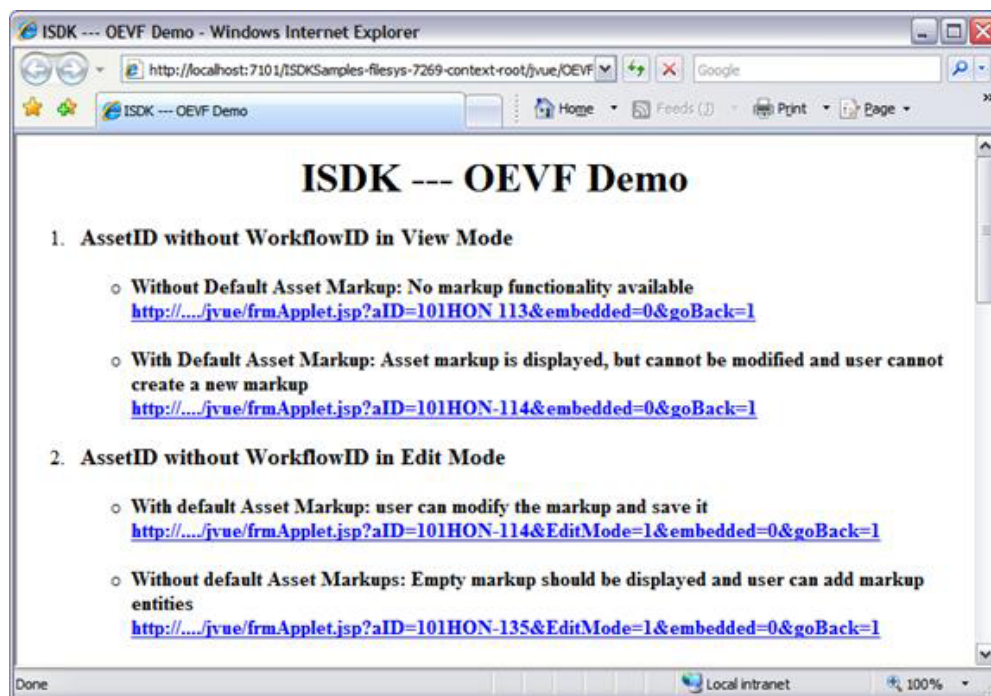 ISDK --- OEVF Demo - Windows Internet Explorer
http://localhost:7101/ISDKSamples-filesys-7269-context-root/jvue/OEVF
Google
ISDK --- OEVF Demo
Home
Feeds (J)
Print
Page
»
ISDK --- OEVF Demo
1. AssetID without WorkflowID in View Mode
○ Without Default Asset Markup: No markup functionality available
http://..../jvue/frmApplet.jsp?aID=101HON 113&embedded=0&goBack=1
○ With Default Asset Markup: Asset markup is displayed, but cannot be modified and user cannot
create a new markup
http://..../jvue/frmApplet.jsp?aID=101HON-114&embedded=0&goBack=1
2. AssetID without WorkflowID in Edit Mode
○ With default Asset Markup: user can modify the markup and save it
http://..../jvue/frmApplet.jsp?aID=101HON-114&EditMode=1&embedded=0&goBack=1
○ Without default Asset Markups: Empty markup should be displayed and user can add markup
entities
http://..../jvue/frmApplet.jsp?aID=101HON-135&EditMode=1&embedded=0&goBack=1
Done
Local intranet
100%